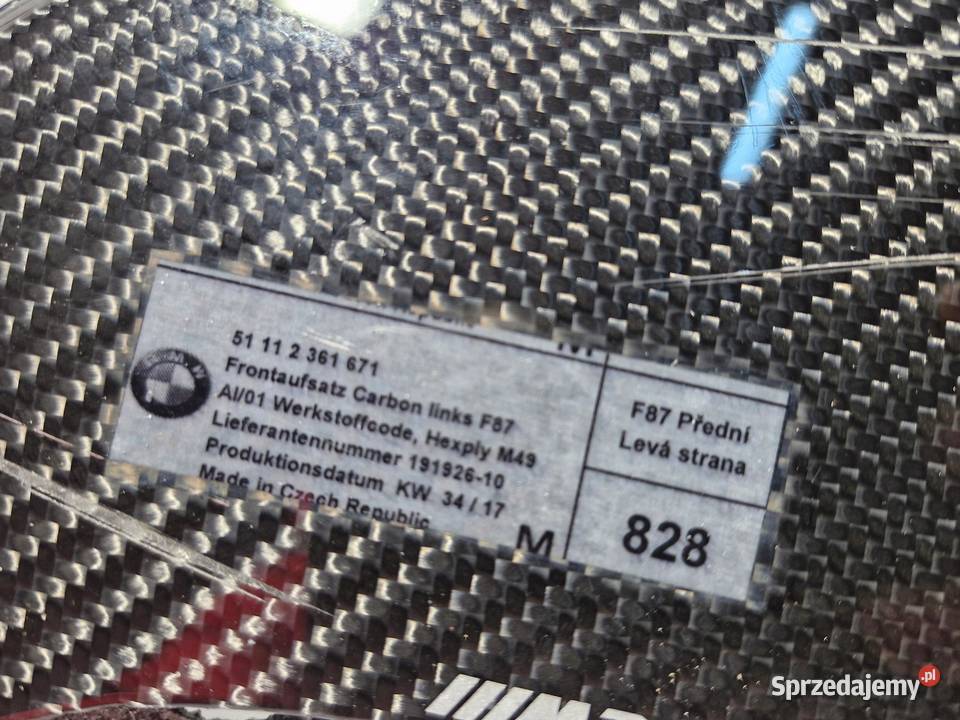 51 11 2 361 671
Frontaufsatz Carbon links F87
AI/01 Werkstoffcode, Hexply M49
Lieferantennummer 191926-10
Produktionsdatum KW 34 / 17
Made in Czech Republic
M
F87 Přední
Levá strana
828
M
Sprzedajemy.pl